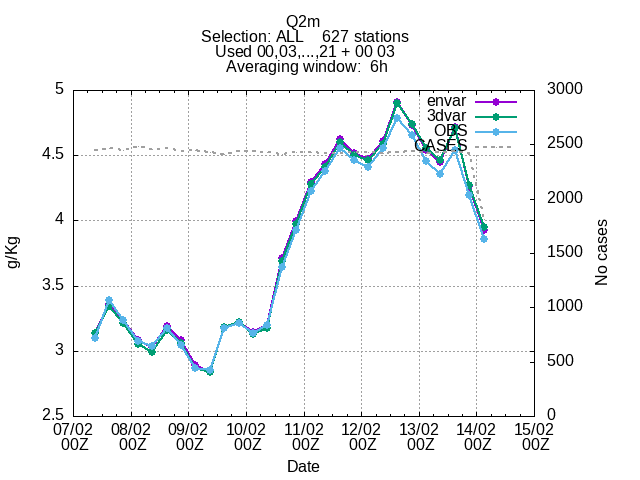 Q2m
Selection: ALL 627 stations
Used 00,03,...,21 + 00 03
Averaging window: 6h
5 3000
envar
3dvar
OBS
CASES
4.5 2500
4 2000
g/Kg
No cases
3.5 1500
1000
3 500
2.5 0
07/02 08/02 09/02 10/02 11/02 12/02 13/02 14/02 15/02
00Z 00Z 00Z 00Z 00Z 00Z 00Z 00Z 00Z
Date